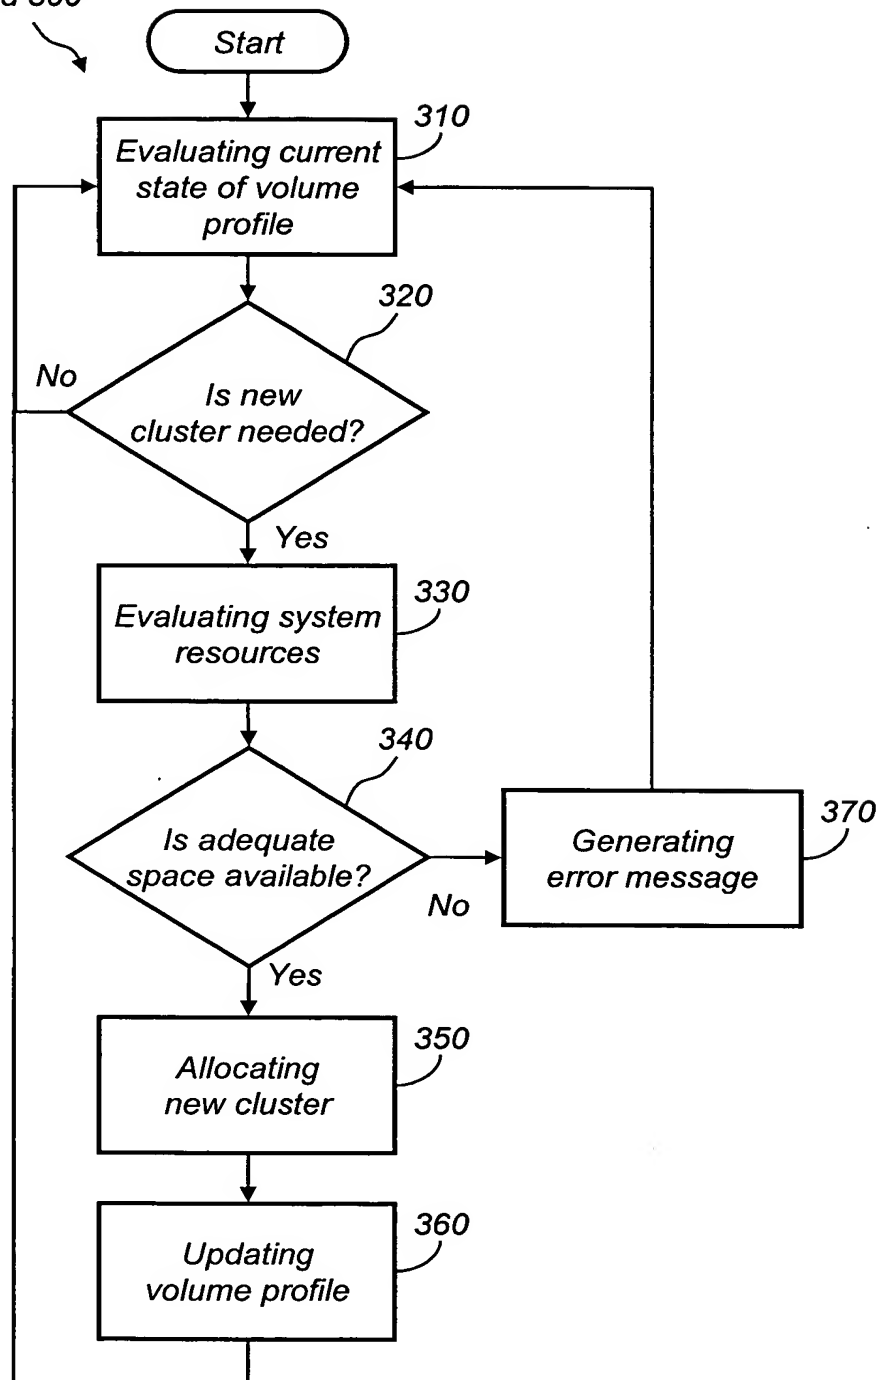 Start
310
Evaluating current
state of volume
profile
320
No
Is new
cluster needed?
Yes
330
Evaluating system
resources
340
Is adequate
space available?
No
370
Generating
error message
Yes
350
Allocating
new cluster
360
Updating
volume profile